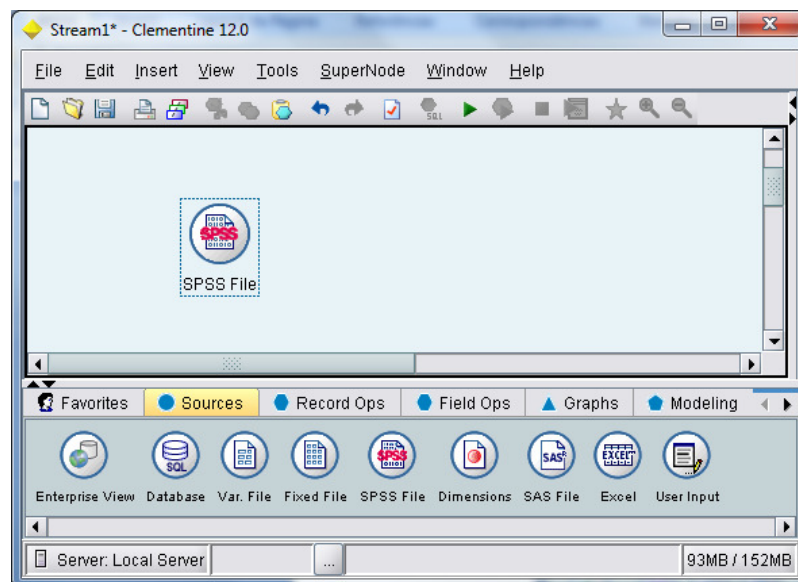 Stream1* - Clementine 12.0
File Edit Insert View Tools SuperNode Window Help
SQL
SPSS
SPSS File
Favorites Sources Record Ops Field Ops Graphs Modeling
SQL SPSS SAS EXCEL
Enterprise View Database Var. File Fixed File SPSS File Dimensions SAS File Excel User Input
Server: Local Server ... 93MB / 152MB